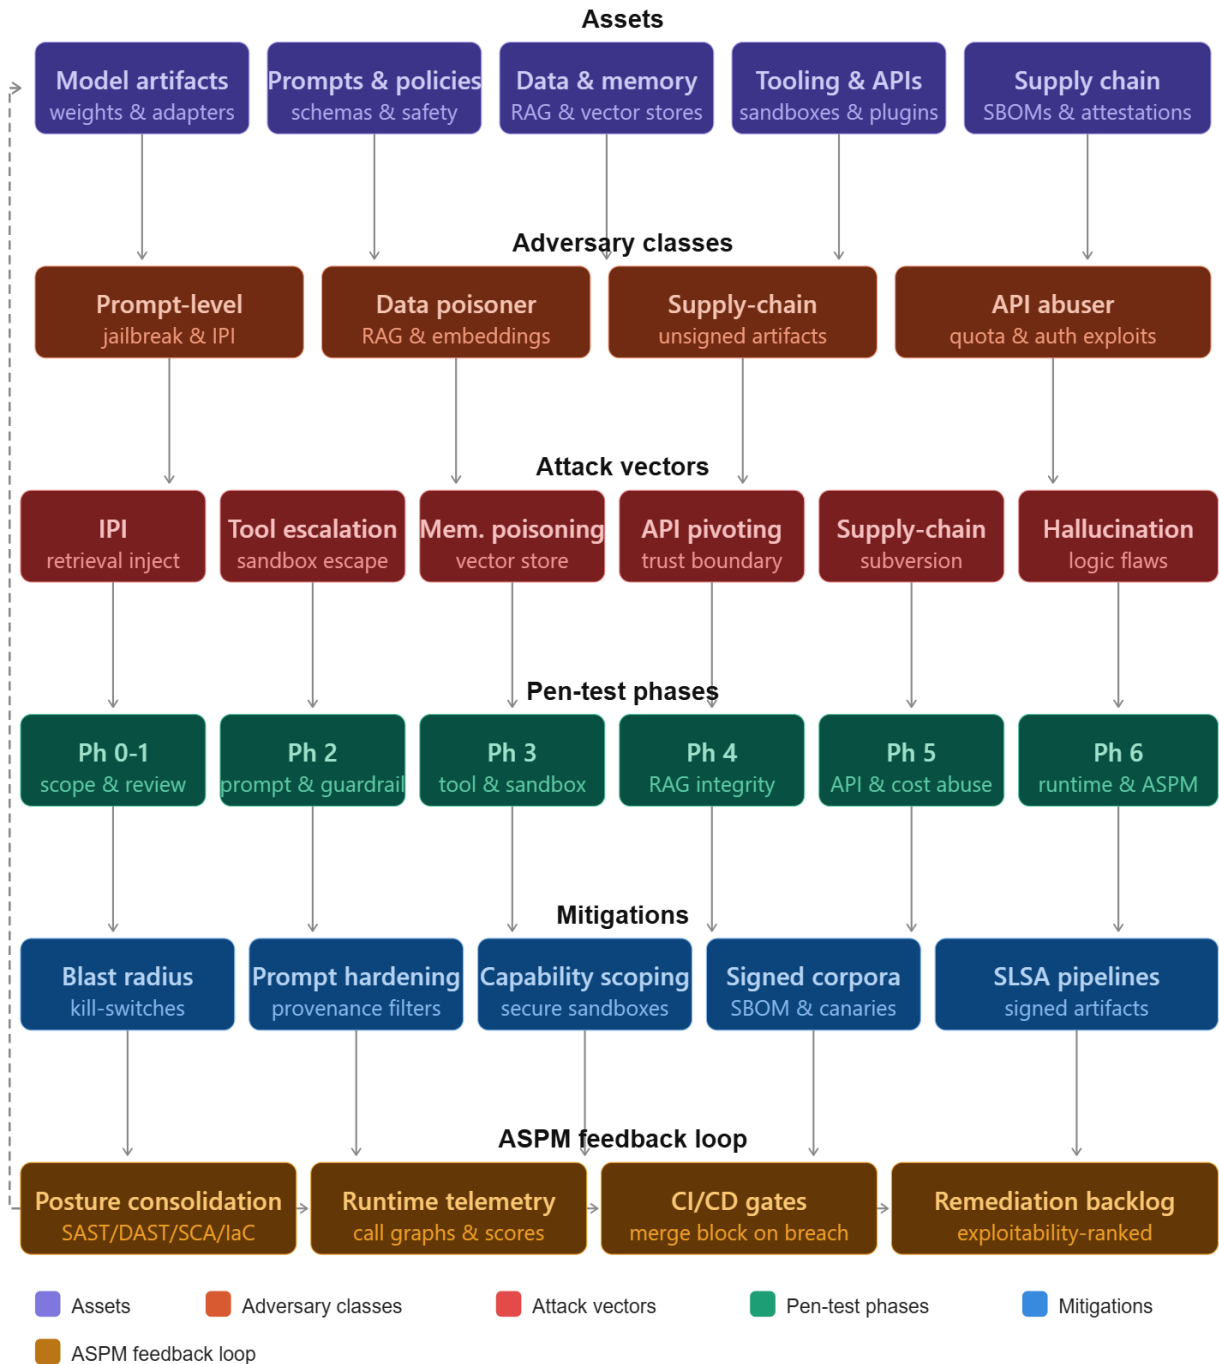 Assets
Model artifacts
weights & adapters
Prompts & policies
schemas & safety
Data & memory
RAG & vector stores
Tooling & APIs
sandboxes & plugins
Supply chain
SBOMs & attestations
Adversary classes
Prompt-level
jailbreak & IPI
Data poisoner
RAG & embeddings
Supply-chain
unsigned artifacts
API abuser
quota & auth exploits
Attack vectors
IPI
retrieval inject
Tool escalation
sandbox escape
Mem. poisoning
vector store
API pivoting
trust boundary
Supply-chain
subversion
Hallucination
logic flaws
Pen-test phases
Ph 0-1
scope & review
Ph 2
prompt & guardrail
Ph 3
tool & sandbox
Ph 4
RAG integrity
Ph 5
API & cost abuse
Ph 6
runtime & ASPM
Mitigations
Blast radius
kill-switches
Prompt hardening
provenance filters
Capability scoping
secure sandboxes
Signed corpora
SBOM & canaries
SLSA pipelines
signed artifacts
ASPM feedback loop
Posture consolidation
SAST/DAST/SCA/IaC
Runtime telemetry
call graphs & scores
CI/CD gates
merge block on breach
Remediation backlog
exploitability-ranked
Assets
Adversary classes
Attack vectors
Pen-test phases
Mitigations
ASPM feedback loop